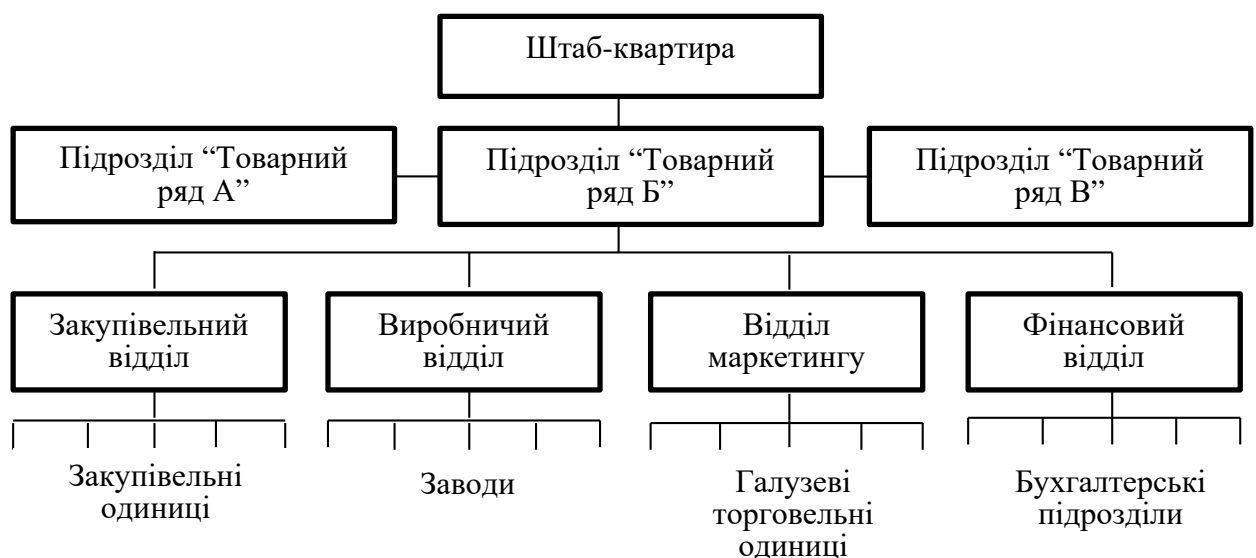 Штаб-квартира
Підрозділ “Товарний
ряд А”
Підрозділ “Товарний
ряд Б”
Підрозділ “Товарний
ряд В”
Закупівельний
відділ
Виробничий
відділ
Відділ
маркетингу
Фінансовий
відділ
Закупівельні
одиниці
Заводи
Галузеві
торговельні
одиниці
Бухгалтерські
підрозділи